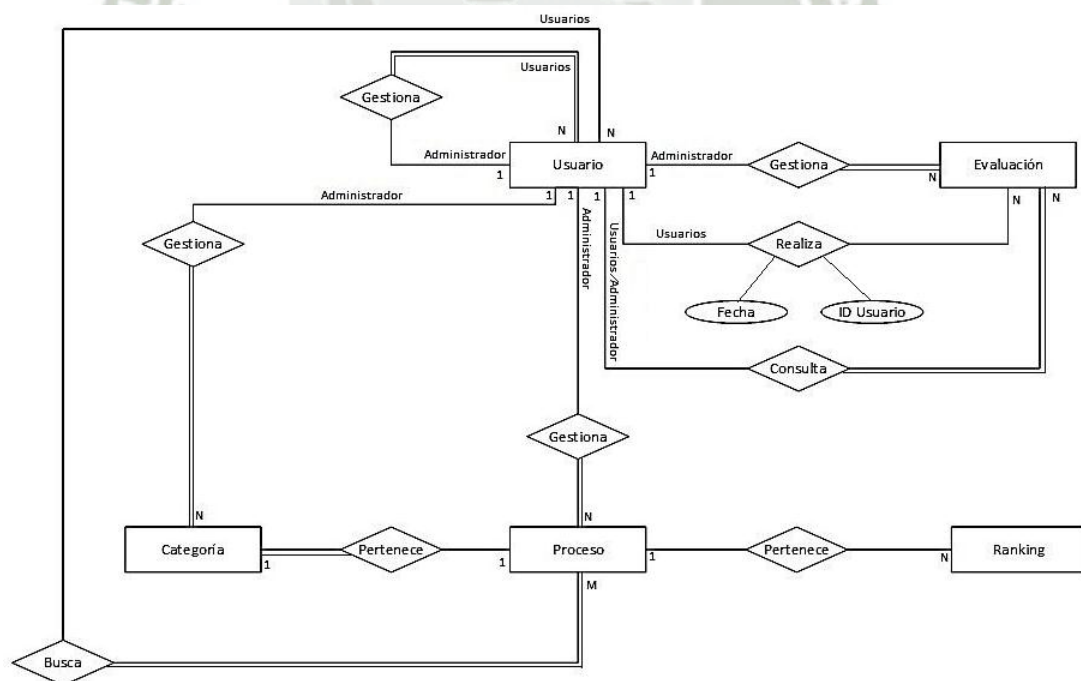 Usuarios
Usuarios
Gestiona
N
N
Administrador
1
Usuario
Administrador
1
Gestiona
N
Evaluación
Administrador
1
1
1
1
N
N
Gestiona
Administrador
Usuarios/Administrador
Usuarios
Realiza
Fecha
ID Usuario
Consulta
Gestiona
N
N
Categoría
1
Pertenece
1
Proceso
1
Pertenece
N
Ranking
M
Busca